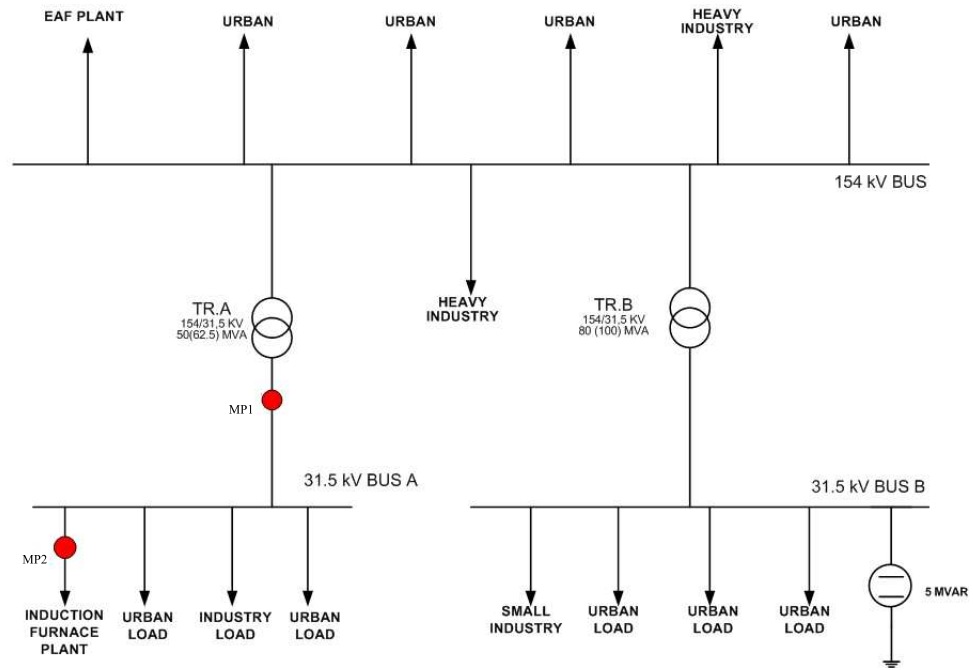 EAF PLANT
URBAN
URBAN
URBAN
HEAVY
INDUSTRY
URBAN
154 kV BUS
TR.A
154/31,5 KV
50(62.5) MVA
HEAVY
INDUSTRY
TR.B
154/31,5 KV
80 (100) MVA
MP1
31.5 kV BUS A
31.5 kV BUS B
MP2
5 MVAR
INDUCTION
FURNACE
PLANT
URBAN
LOAD
INDUSTRY
LOAD
URBAN
LOAD
SMALL
INDUSTRY
URBAN
LOAD
URBAN
LOAD
URBAN
LOAD